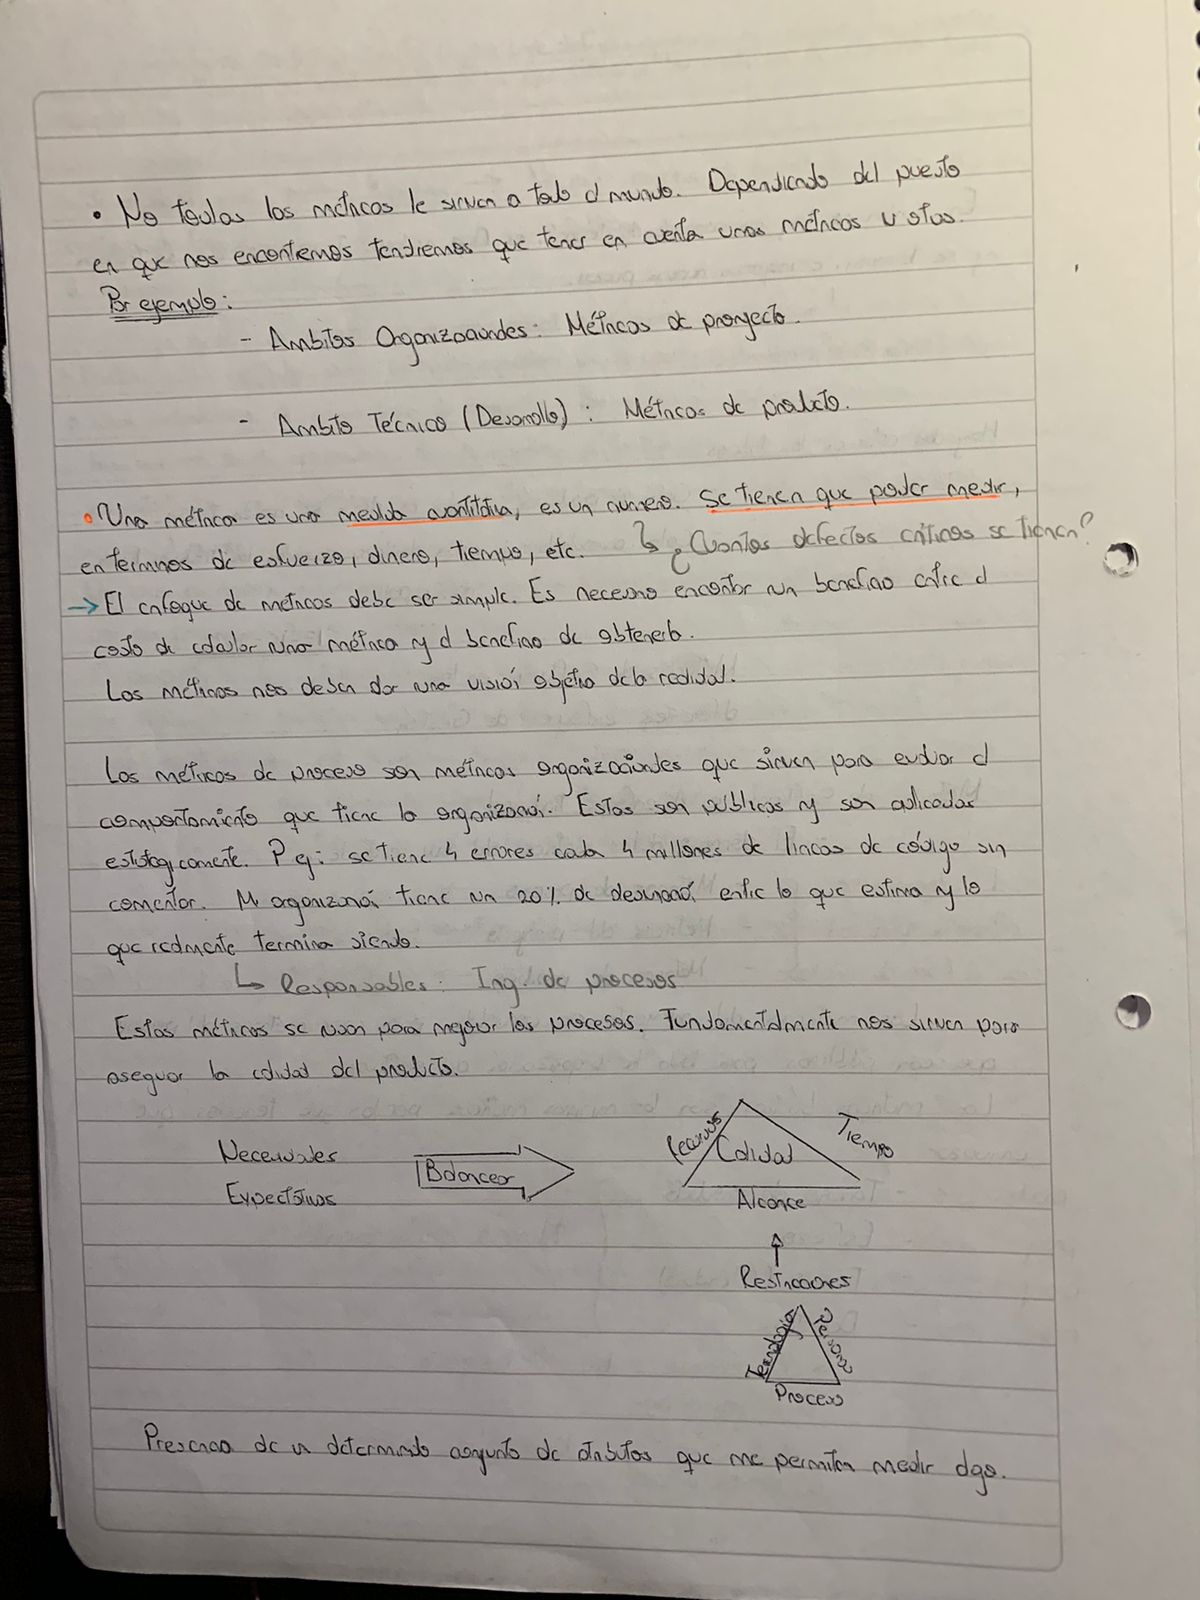 • No todas las métricas le sirven a todo el mundo. Dependiendo del puesto
en que nos encontremos tendremos que tener en cuenta unas métricas u otras.
Por ejemplo:
- Ambitos Organizacionales: Métricas de proyecto.
- Ambito Técnico (Desarrollo): Métricas de producto.
• Una métrica es una medida cuantitativa, es un numero. Se tienen que poder medir,
en terminos de esfuerzo, dinero, tiempo, etc. ↳ ¿Cuantos defectos criticos se tienen?
→ El enfoque de metricas debe ser simple. Es necesario encontrar un beneficio entre el
costo de calcular una métrica y el beneficio de obtenerla.
Las métricas nos deben dar una visión objetiva de la realidad.
Las métricas de proceso son métricas organizacionales que sirven para evaluar el
comportamiento que tiene la organización. Estas son públicas y son aplicadas
estrategicamente. P ej: se tiene 4 errores cada 4 millones de lineas de código sin
comentar. Mi organización tiene un 20% de desviación entre lo que estima y lo
que realmente termina siendo.
↳ Responsables: Ing. de procesos
Estas métricas se usan para mejorar los procesos. Fundamentalmente nos sirven para
asegurar la calidad del producto.
Necesidades
Expectativas
Balancear
Recursos
Calidad
Tiempo
Alcance
Restricciones
Tecnología
Personas
Proceso
Presencia de un determinado conjunto de atributos que me permiten medir algo.